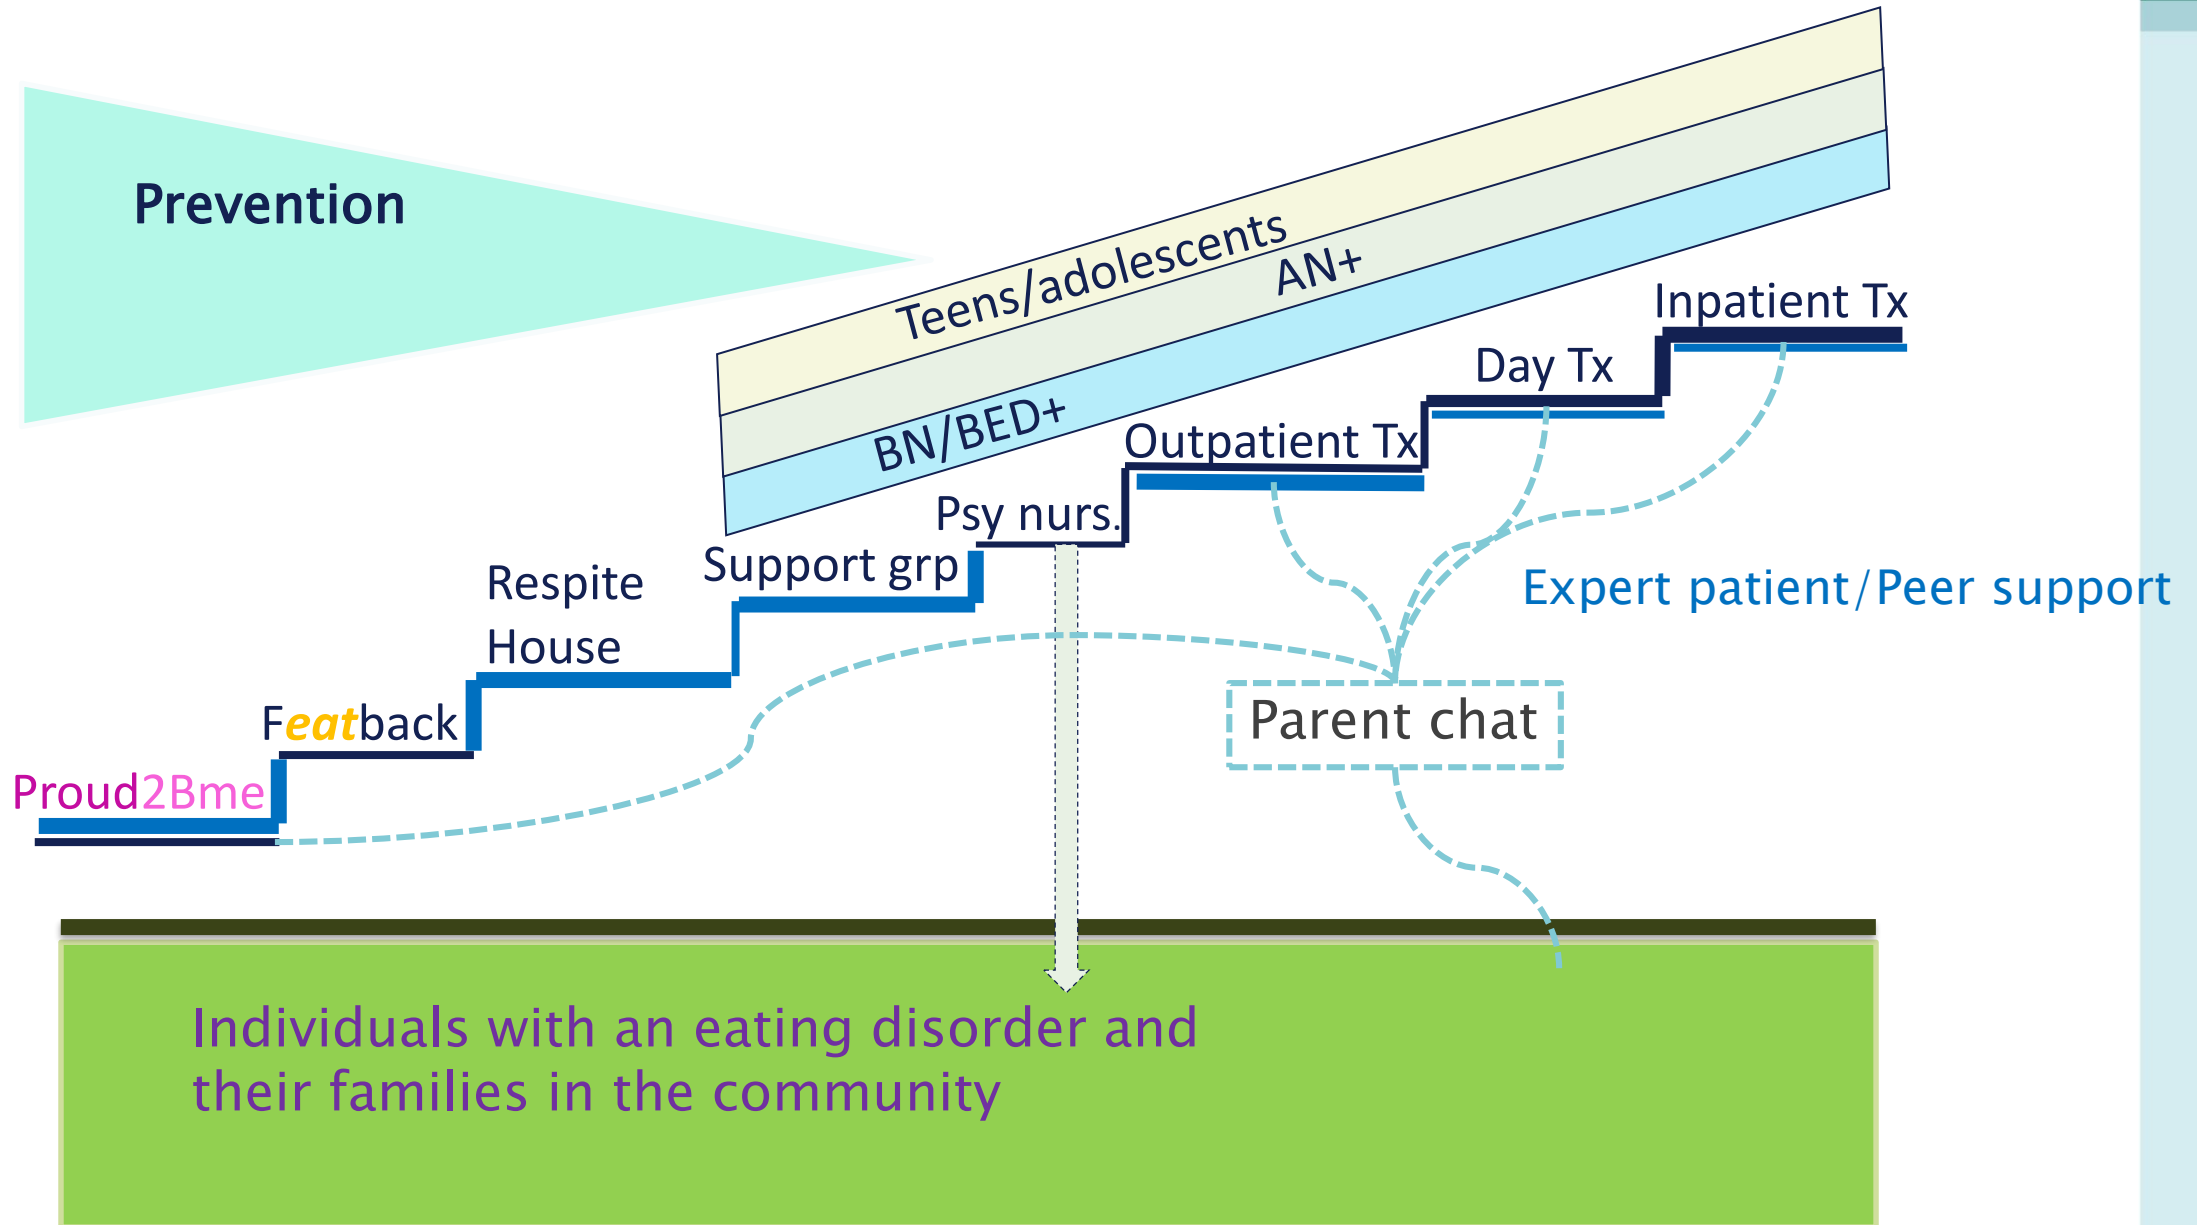 Prevention
Teens/adolescents
AN+
BN/BED+
Inpatient Tx
Day Tx
Outpatient Tx
Psy nurs.
Support grp
Respite
House
Featback
Proud2Bme
Expert patient/Peer support
Parent chat
Individuals with an eating disorder and
their families in the community